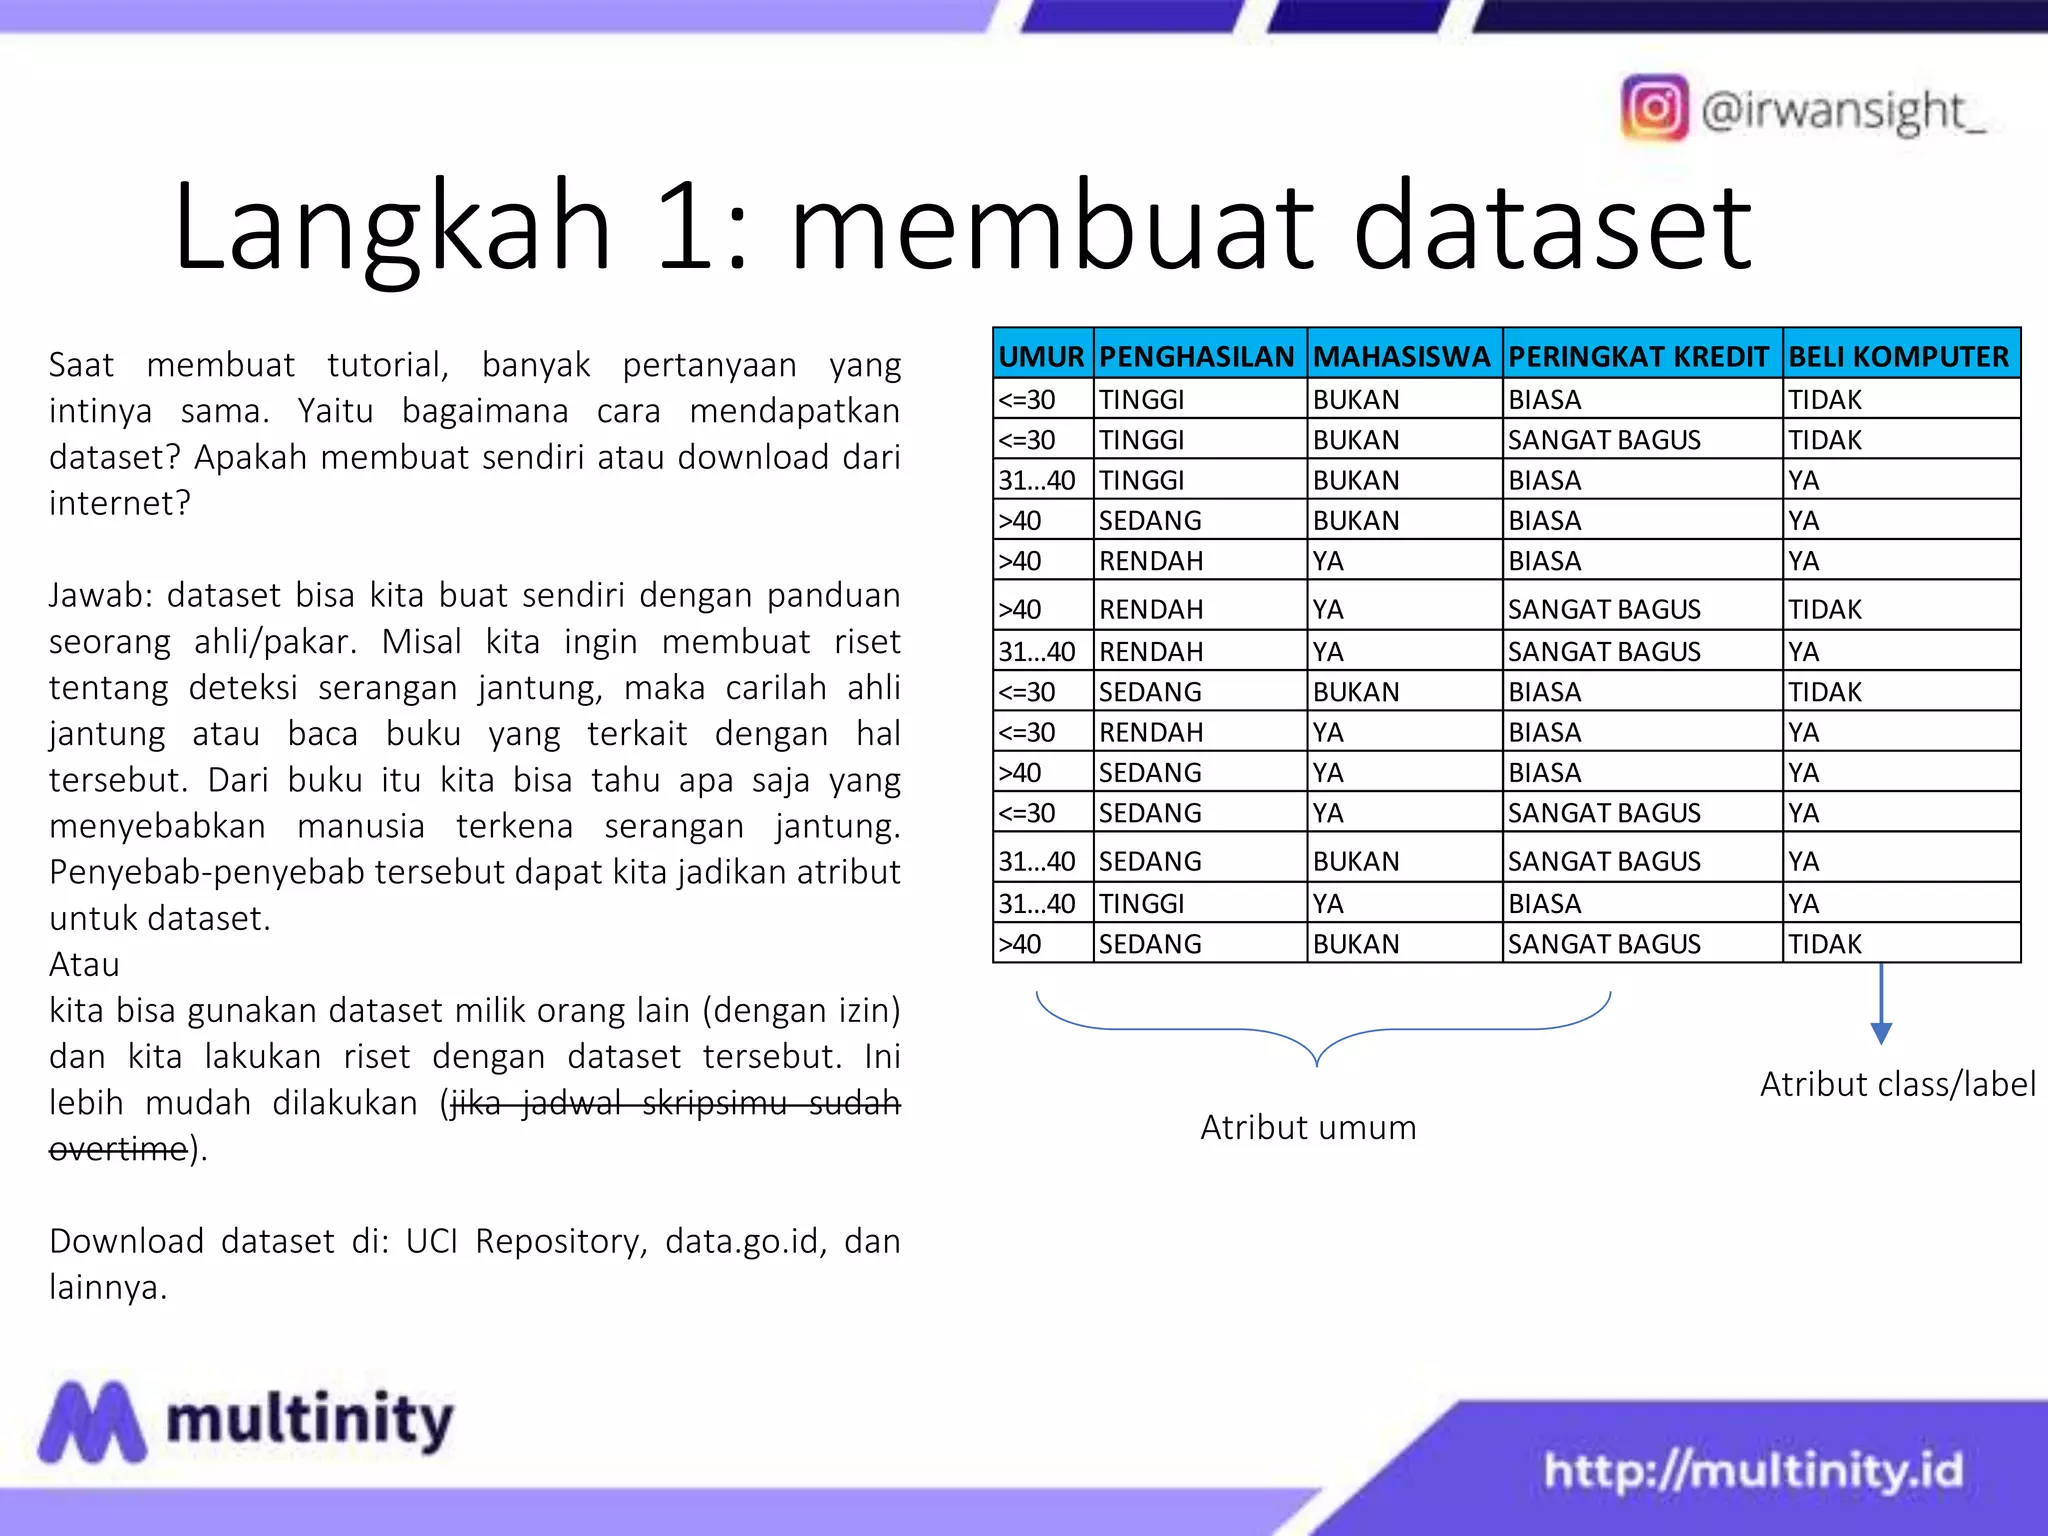 @irwansight_
Langkah 1: membuat dataset
Saat membuat tutorial, banyak pertanyaan yang
intinya sama. Yaitu bagaimana cara mendapatkan
dataset? Apakah membuat sendiri atau download dari
internet?
Jawab: dataset bisa kita buat sendiri dengan panduan
seorang ahli/pakar. Misal kita ingin membuat riset
tentang deteksi serangan jantung, maka carilah ahli
jantung atau baca buku yang terkait dengan hal
tersebut. Dari buku itu kita bisa tahu apa saja yang
menyebabkan manusia terkena serangan jantung.
Penyebab-penyebab tersebut dapat kita jadikan atribut
untuk dataset.
Atau
kita bisa gunakan dataset milik orang lain (dengan izin)
dan kita lakukan riset dengan dataset tersebut. Ini
lebih mudah dilakukan (jika jadwal skripsimu sudah
overtime).
Download dataset di: UCI Repository, data.go.id, dan
lainnya.
UMUR PENGHASILAN MAHASISWA PERINGKAT KREDIT BELI KOMPUTER
<=30 TINGGI BUKAN BIASA TIDAK
<=30 TINGGI BUKAN SANGAT BAGUS TIDAK
31...40 TINGGI BUKAN BIASA YA
>40 SEDANG BUKAN BIASA YA
>40 RENDAH YA BIASA YA
>40 RENDAH YA SANGAT BAGUS TIDAK
31...40 RENDAH YA SANGAT BAGUS YA
<=30 SEDANG BUKAN BIASA TIDAK
<=30 RENDAH YA BIASA YA
>40 SEDANG YA BIASA YA
<=30 SEDANG YA SANGAT BAGUS YA
31...40 SEDANG BUKAN SANGAT BAGUS YA
31...40 TINGGI YA BIASA YA
>40 SEDANG BUKAN SANGAT BAGUS TIDAK
Atribut class/label
Atribut umum
multinity
http://multinity.id